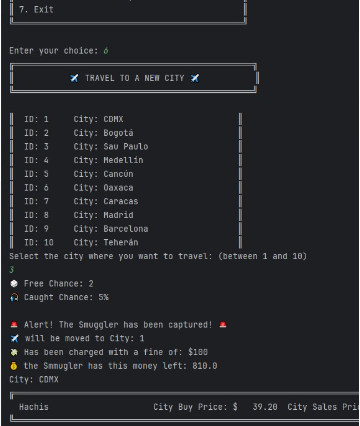 7. Exit
Enter your choice: 6
✈️ TRAVEL TO A NEW CITY ✈️
ID: 1 City: CDMX
ID: 2 City: Bogotá
ID: 3 City: Sau Paulo
ID: 4 City: Medellín
ID: 5 City: Cancún
ID: 6 City: Oaxaca
ID: 7 City: Caracas
ID: 8 City: Madrid
ID: 9 City: Barcelona
ID: 10 City: Teherán
Select the city where you want to travel: (between 1 and 10)
3
Free Chance: 2
Caught Chance: 5%
Alert! The Smuggler has been captured!
will be moved to City: 1
Has been charged with a fine of: $100
the Smmugler has this money left: 810.0
City: CDMX
Hachis City Buy Price: $ 39.20 City Sales Pri